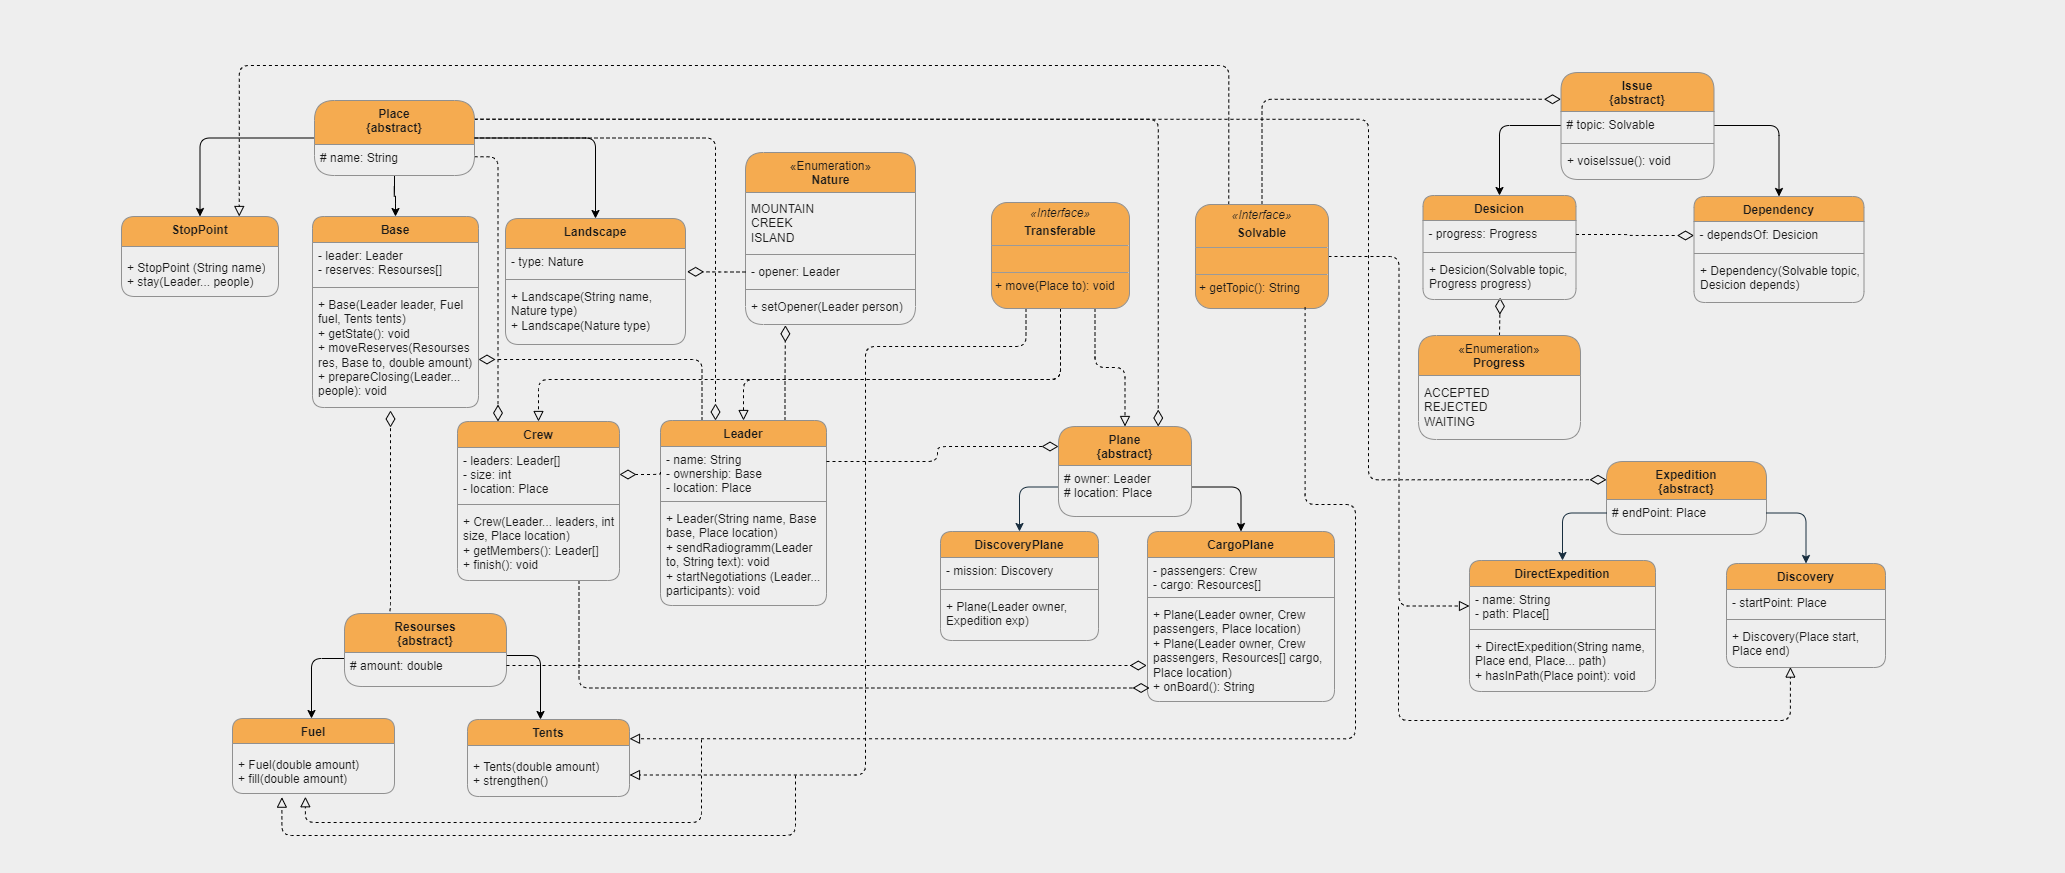 Place
{abstract}
# name: String
StopPoint
+ StopPoint (String name)
+ stay(Leader... people)
Base
- leader: Leader
- reserves: Resourses[]
+ Base(Leader leader, Fuel
fuel, Tents tents)
+ getState(): void
+ moveReserves(Resourses
res, Base to, double amount)
+ prepareClosing(Leader...
people): void
Landscape
- type: Nature
+ Landscape(String name,
Nature type)
+ Landscape(Nature type)
«Enumeration»
Nature
MOUNTAIN
CREEK
ISLAND
- opener: Leader
+ setOpener(Leader person)
«Interface»
Transferable
+ move(Place to): void
«Interface»
Solvable
+ getTopic(): String
Issue
{abstract}
# topic: Solvable
+ voiseIssue(): void
Desicion
- progress: Progress
+ Desicion(Solvable topic,
Progress progress)
Dependency
- dependsOf: Desicion
+ Dependency(Solvable topic,
Desicion depends)
«Enumeration»
Progress
ACCEPTED
REJECTED
WAITING
Crew
- leaders: Leader[]
- size: int
- location: Place
+ Crew(Leader... leaders, int
size, Place location)
+ getMembers(): Leader[]
+ finish(): void
Leader
- name: String
- ownership: Base
- location: Place
+ Leader(String name, Base
base, Place location)
+ sendRadiogramm(Leader
to, String text): void
+ startNegotiations (Leader...
participants): void
Plane
{abstract}
# owner: Leader
# location: Place
DiscoveryPlane
- mission: Discovery
+ Plane(Leader owner,
Expedition exp)
CargoPlane
- passengers: Crew
- cargo: Resources[]
+ Plane(Leader owner, Crew
passengers, Place location)
+ Plane(Leader owner, Crew
passengers, Resources[] cargo,
Place location)
+ onBoard(): String
Expedition
{abstract}
# endPoint: Place
DirectExpedition
- name: String
- path: Place[]
+ DirectExpedition(String name,
Place end, Place... path)
+ hasInPath(Place point): void
Discovery
- startPoint: Place
+ Discovery(Place start,
Place end)
Resourses
{abstract}
# amount: double
Fuel
+ Fuel(double amount)
+ fill(double amount)
Tents
+ Tents(double amount)
+ strengthen()